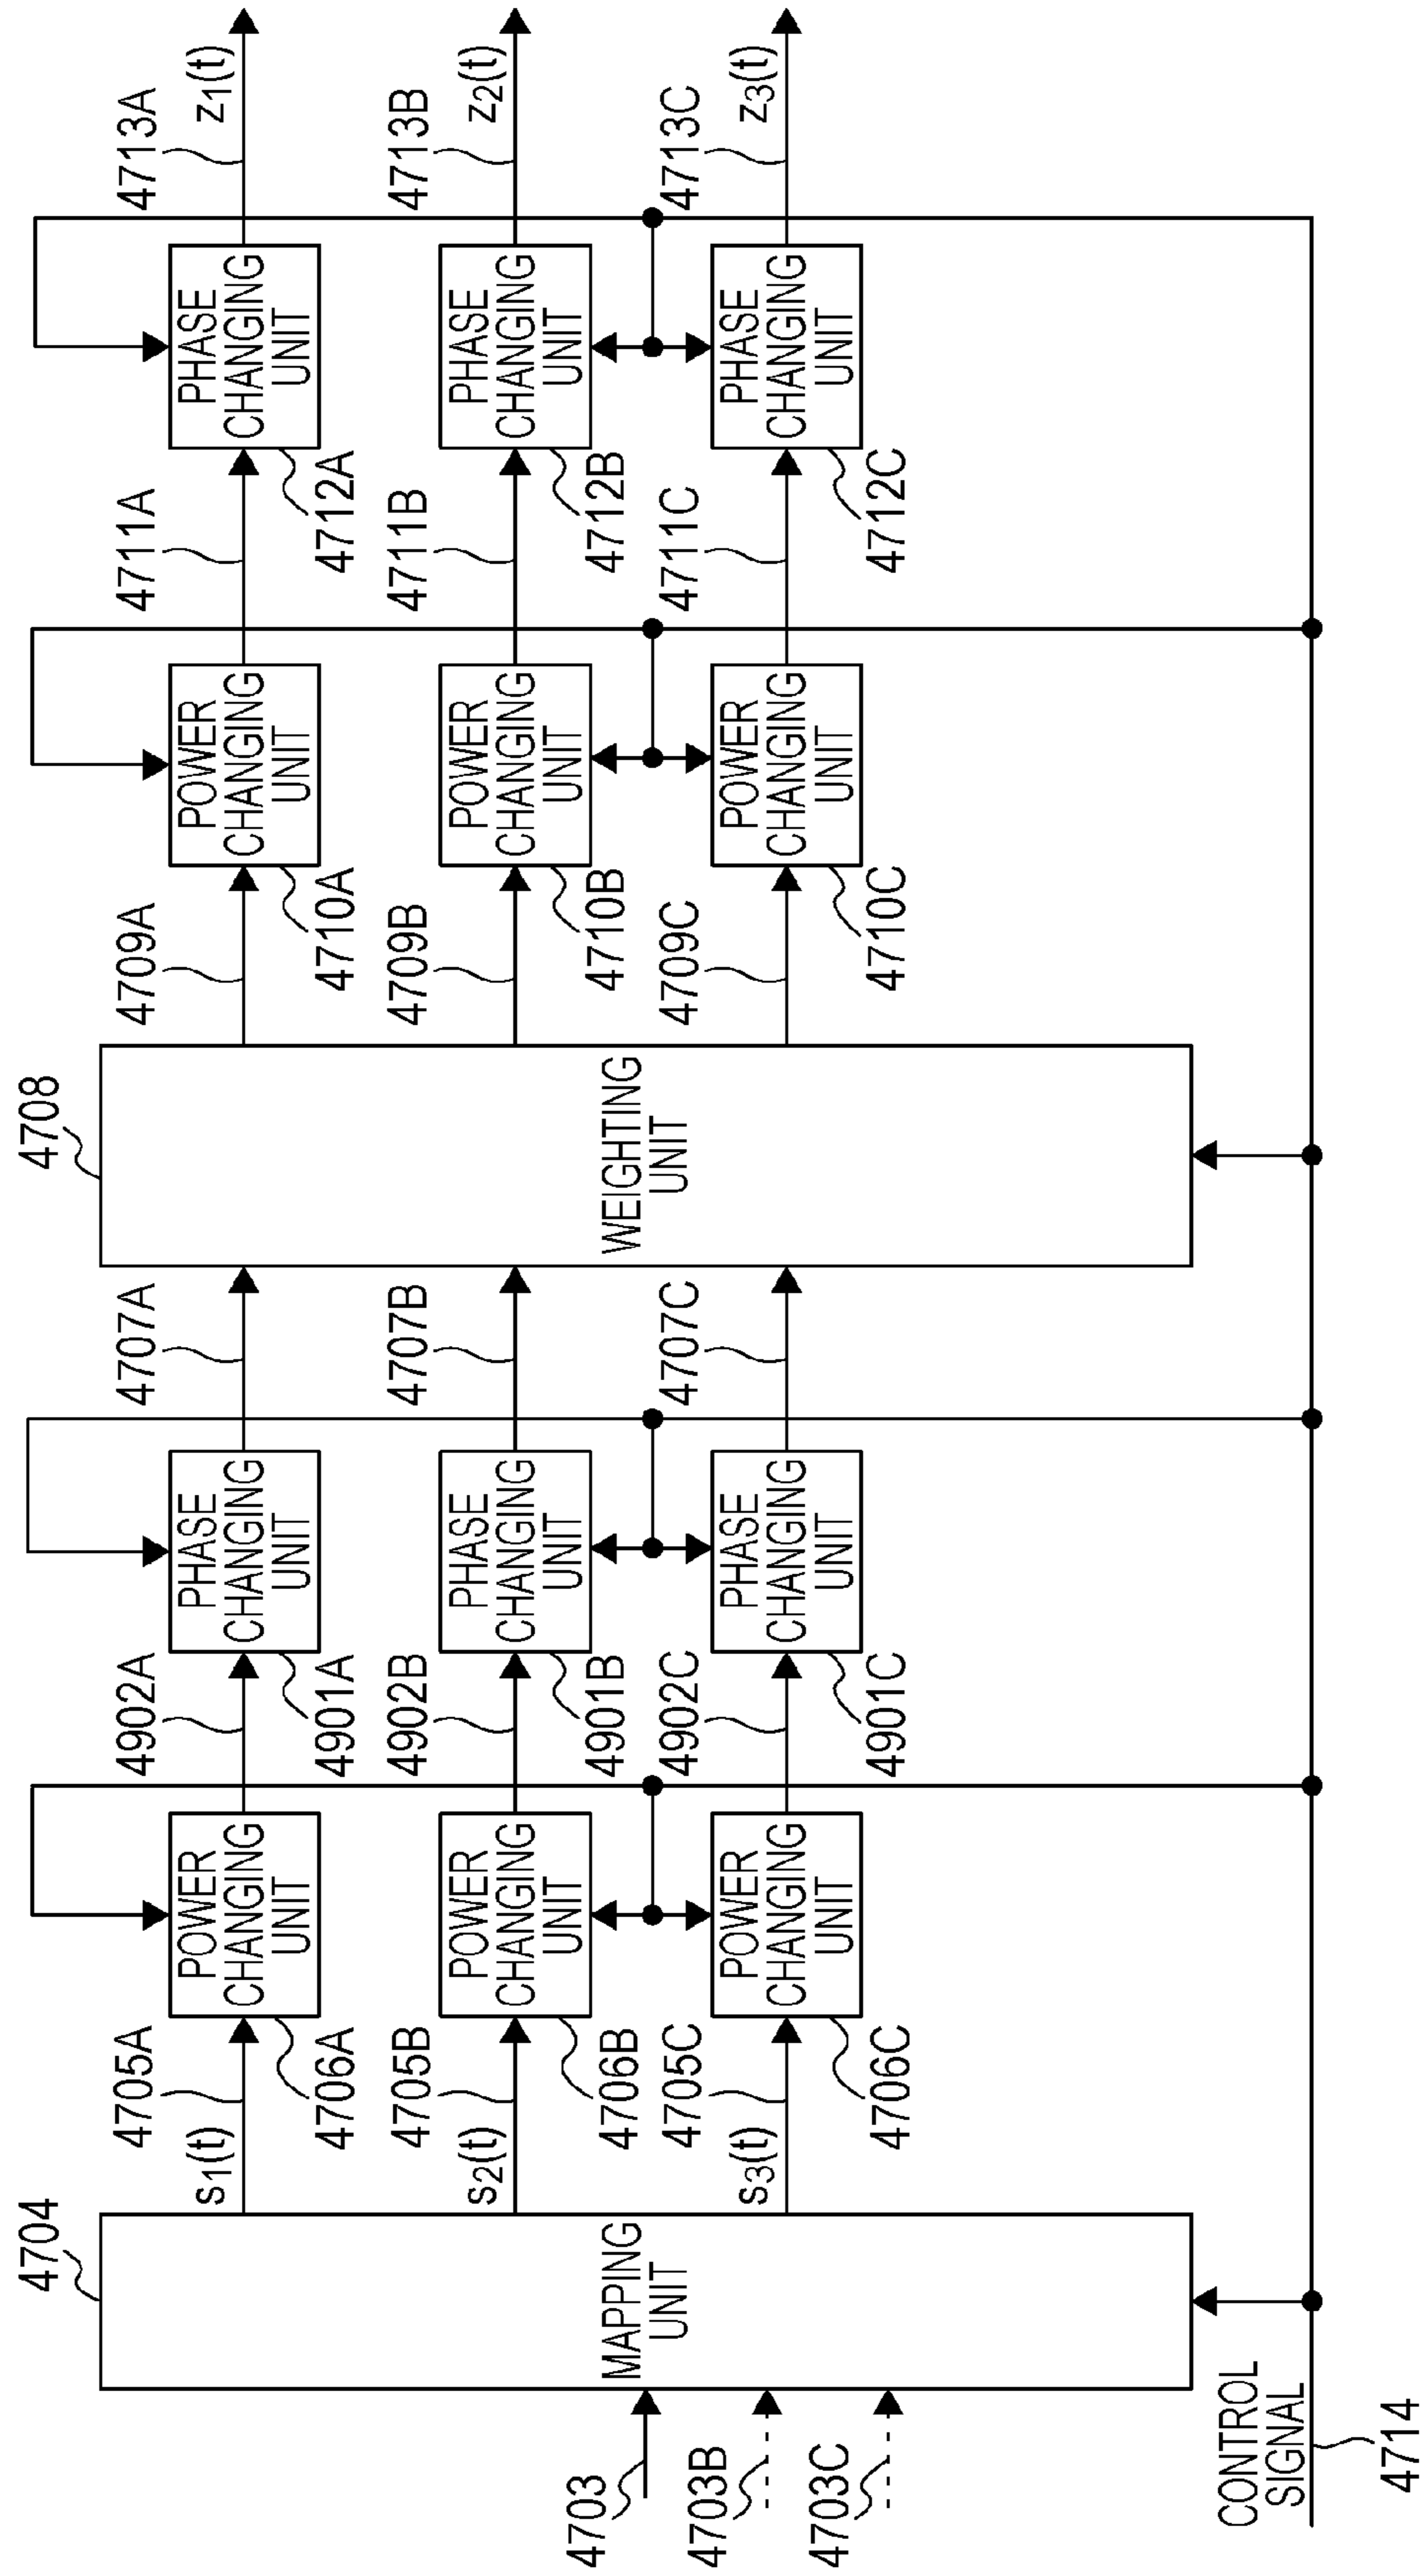 4703
4703B
4703C
4704
MAPPING
UNIT
CONTROL
SIGNAL
4714
s1(t)
4705A
s2(t)
4705B
s3(t)
4705C
POWER
CHANGING
UNIT
4706A
POWER
CHANGING
UNIT
4706B
POWER
CHANGING
UNIT
4706C
4902A
4902B
4902C
PHASE
CHANGING
UNIT
4901A
PHASE
CHANGING
UNIT
4901B
PHASE
CHANGING
UNIT
4901C
4707A
4707B
4707C
4708
WEIGHTING
UNIT
4709A
4709B
4709C
POWER
CHANGING
UNIT
4710A
POWER
CHANGING
UNIT
4710B
POWER
CHANGING
UNIT
4710C
4711A
4711B
4711C
PHASE
CHANGING
UNIT
4712A
PHASE
CHANGING
UNIT
4712B
PHASE
CHANGING
UNIT
4712C
4713A
z1(t)
4713B
z2(t)
4713C
z3(t)